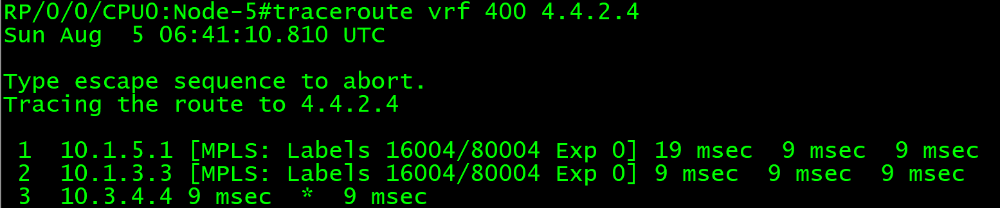 RP/0/0/CPU0:Node-5#traceroute vrf 400 4.4.2.4
Sun Aug  5 06:41:10.810 UTC
Type escape sequence to abort.
Tracing the route to 4.4.2.4
 1  10.1.5.1 [MPLS: Labels 16004/80004 Exp 0] 19 msec  9 msec  9 msec
 2  10.1.3.3 [MPLS: Labels 16004/80004 Exp 0] 9 msec  9 msec  9 msec
 3  10.3.4.4 9 msec  *  9 msec